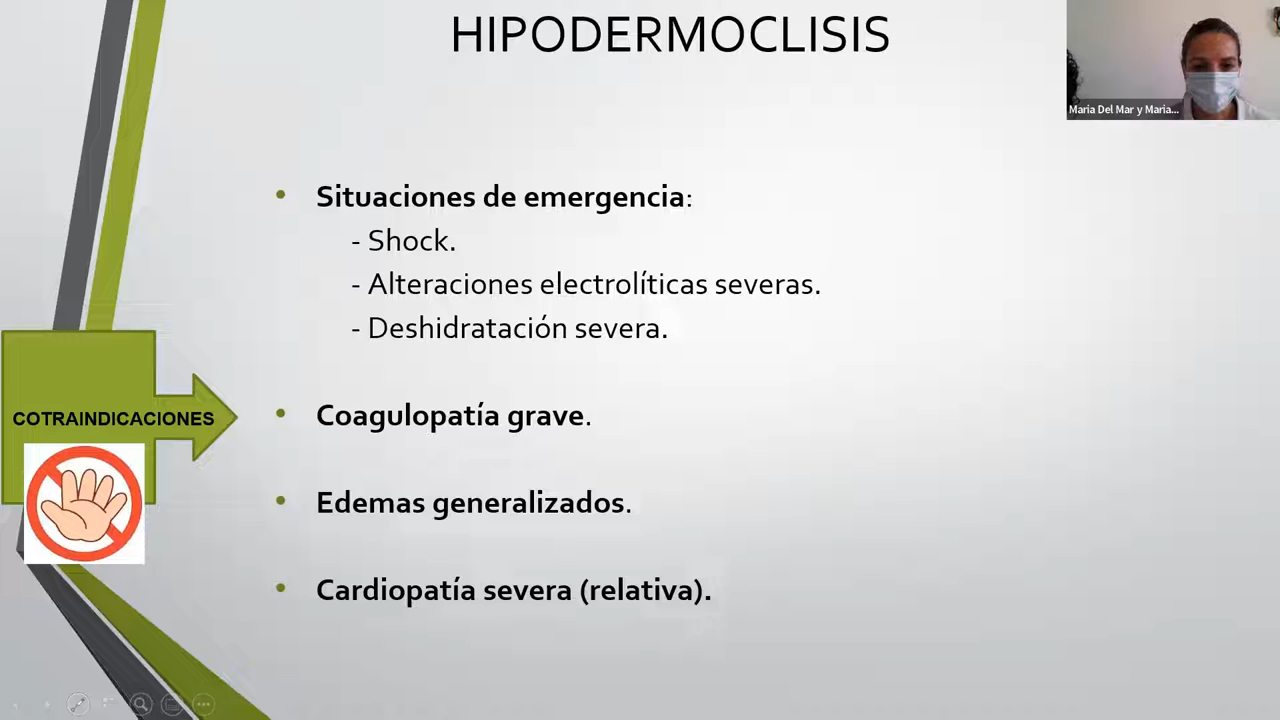 HIPODERMOCLISIS
Maria Del Mar y Maria...
• Situaciones de emergencia:
- Shock.
- Alteraciones electrolíticas severas.
- Deshidratación severa.
COTRAINDICACIONES
• Coagulopatía grave.
• Edemas generalizados.
• Cardiopatía severa (relativa).